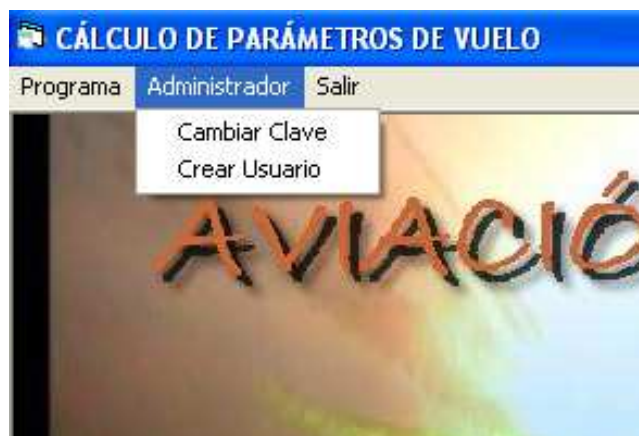 CÁLCULO DE PARÁMETROS DE VUELO
Programa Administrador Salir
Cambiar Clave
Crear Usuario
AVIACIÓ